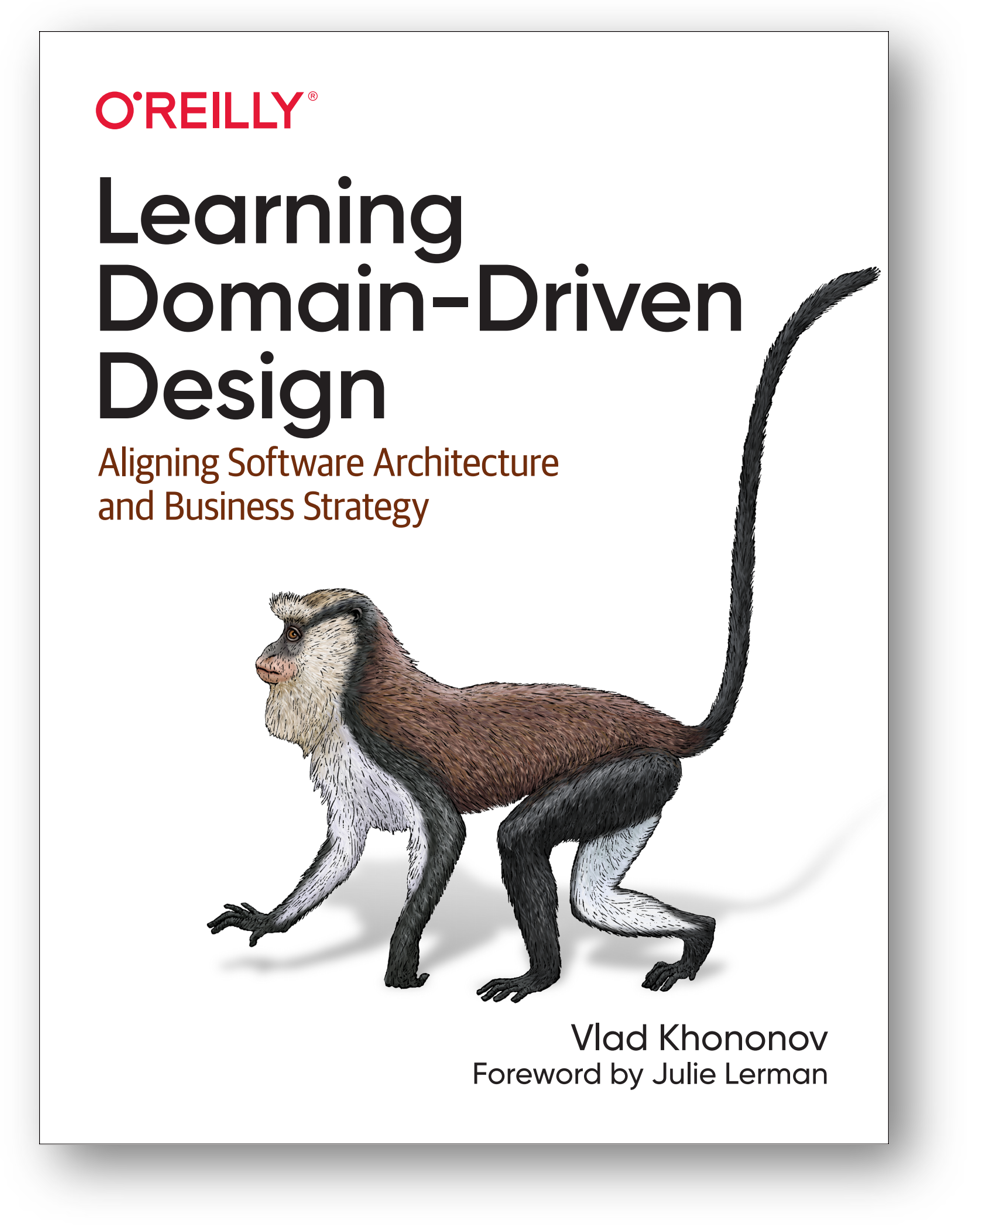 O'REILLY®
Learning
Domain-Driven
Design
Aligning Software Architecture
and Business Strategy
Vlad Khononov
Foreword by Julie Lerman